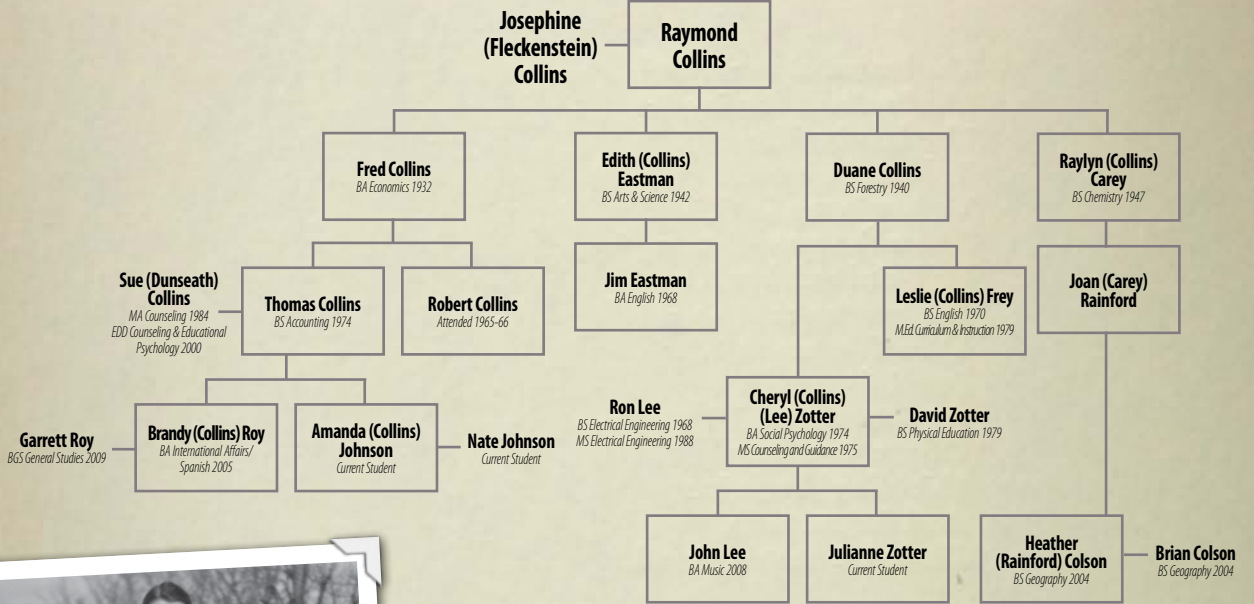 Josephine
(Fleckenstein)
Collins
Raymond
Collins
Fred Collins
BA Economics 1932
Edith (Collins)
Eastman
BS Arts & Science 1942
Duane Collins
BS Forestry 1940
Raylyn (Collins)
Carey
BS Chemistry 1947
Sue (Dunseath)
Collins
MA Counseling 1984
EDD Counseling & Educational
Psychology 2000
Thomas Collins
BS Accounting 1974
Robert Collins
Attended 1965-66
Jim Eastman
BA English 1968
Leslie (Collins) Frey
BS English 1970
M.Ed. Curriculum & Instruction 1979
Joan (Carey)
Rainford
Garrett Roy
BGS General Studies 2009
Brandy (Collins) Roy
BA International Affairs/
Spanish 2005
Amanda (Collins)
Johnson
Current Student
Nate Johnson
Current Student
Ron Lee
BS Electrical Engineering 1968
MS Electrical Engineering 1988
Cheryl (Collins)
(Lee) Zotter
BA Social Psychology 1974
MS Counseling and Guidance 1975
David Zotter
BS Physical Education 1979
John Lee
BA Music 2008
Julianne Zotter
Current Student
Heather
(Rainford) Colson
BS Geography 2004
Brian Colson
BS Geography 2004